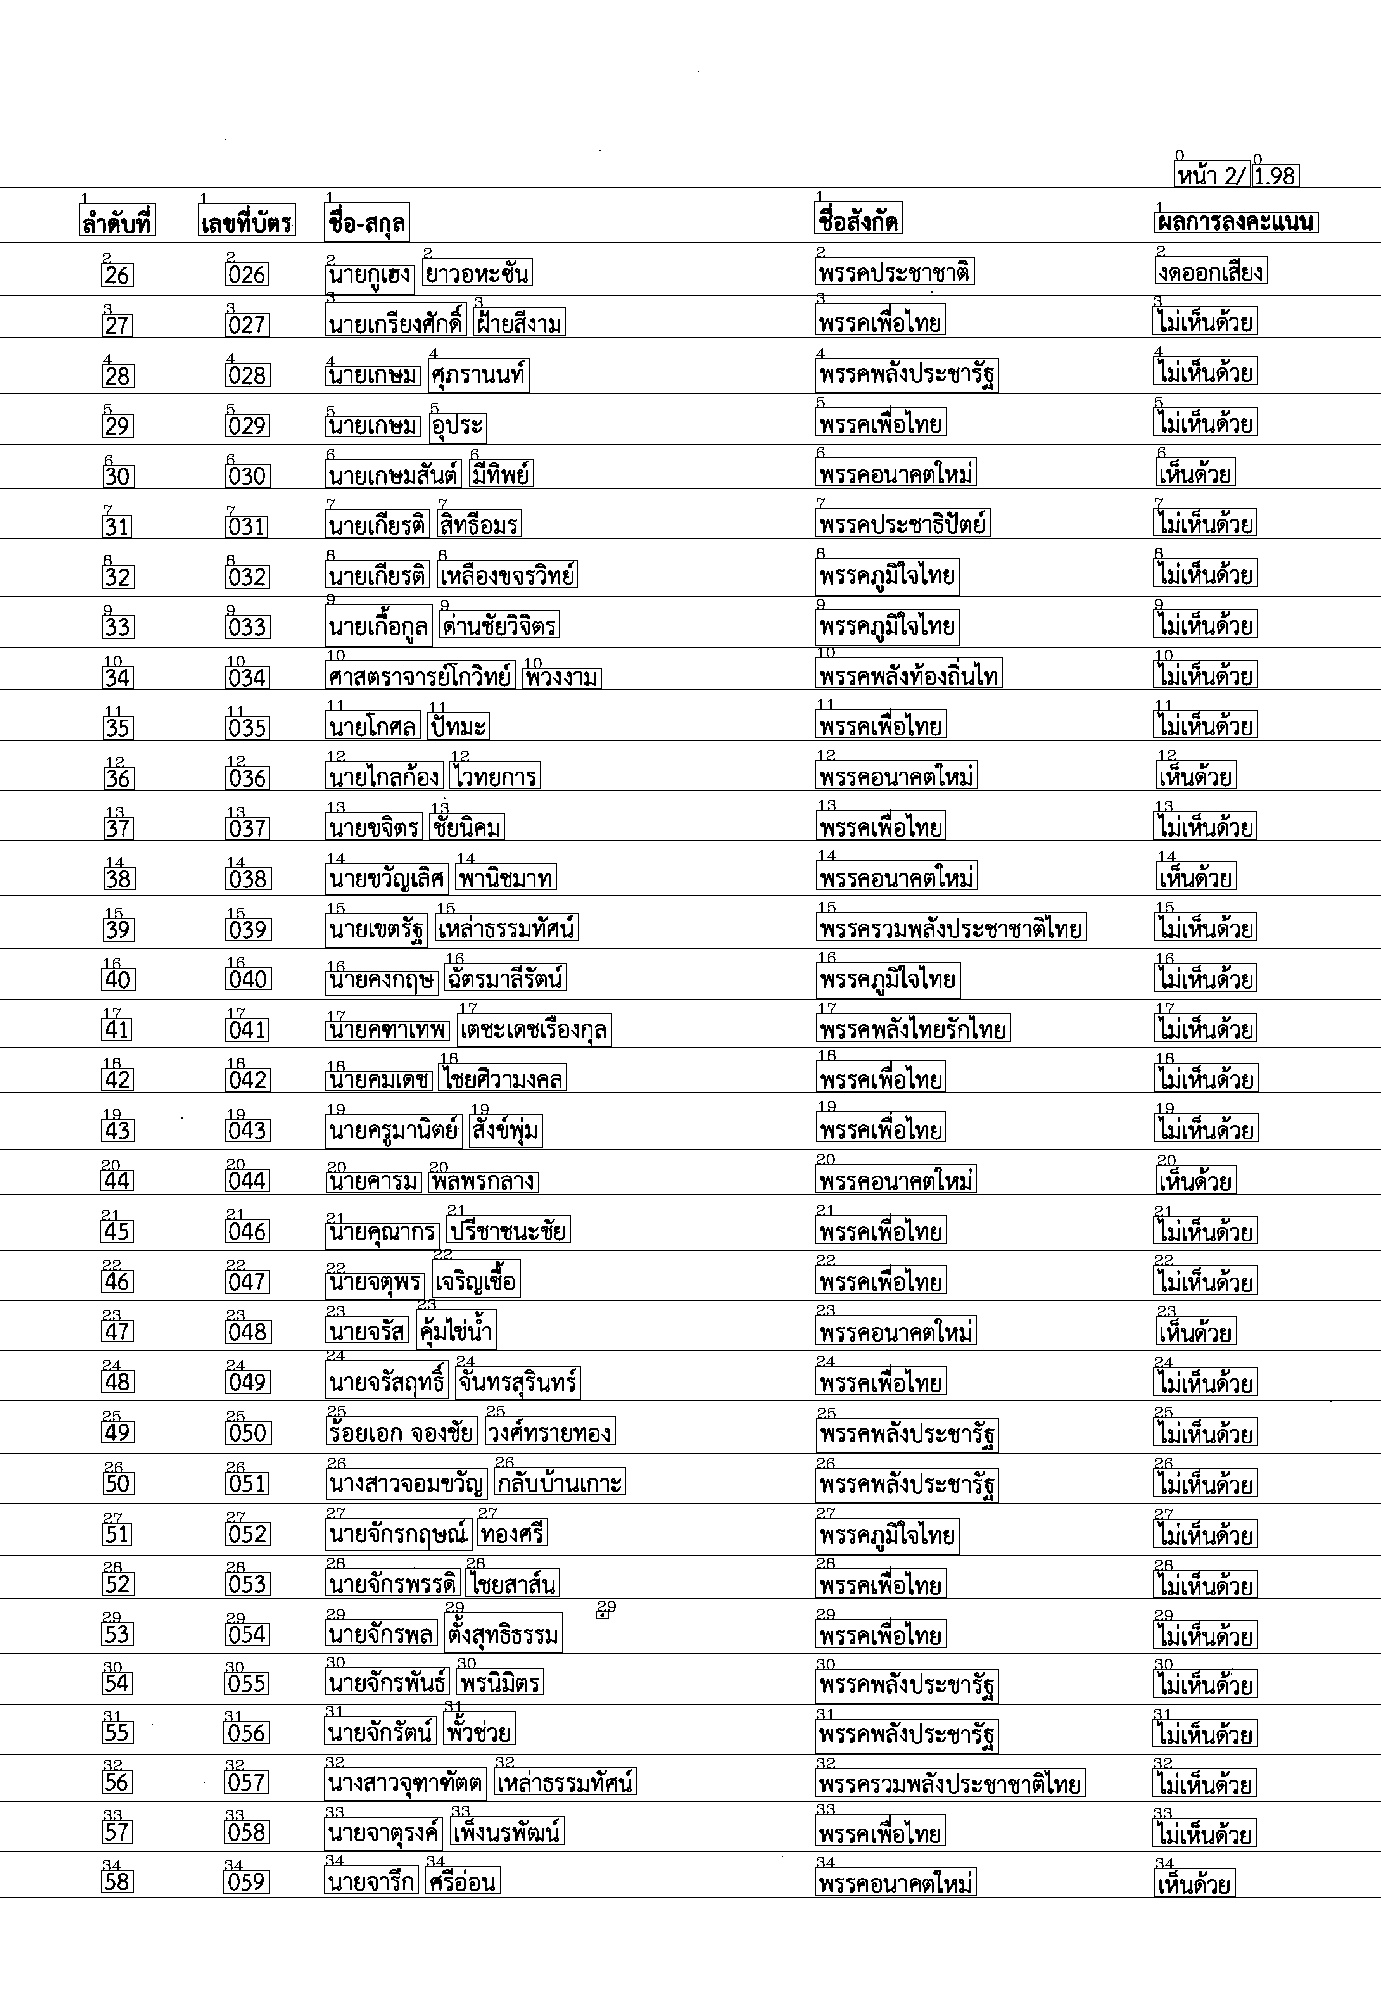 หน้า 2/ 1.98
ลำดับที่ เลขที่บัตร ชื่อ-สกุล ชื่อสังกัด ผลการลงคะแนน
26 026 นายกูเฮง ยาวอหะซัน พรรคประชาชาติ งดออกเสียง
27 027 นายเกรียงศักดิ์ ฝ้ายสีงาม พรรคเพื่อไทย ไม่เห็นด้วย
28 028 นายเกษม ศุภรานนท์ พรรคพลังประชารัฐ ไม่เห็นด้วย
29 029 นายเกษม อุประ พรรคเพื่อไทย ไม่เห็นด้วย
30 030 นายเกษมสันต์ มีทิพย์ พรรคอนาคตใหม่ เห็นด้วย
31 031 นายเกียรติ สิทธีอมร พรรคประชาธิปัตย์ ไม่เห็นด้วย
32 032 นายเกียรติ เหลืองขจรวิทย์ พรรคภูมิใจไทย ไม่เห็นด้วย
33 033 นายเกื้อกูล ด่านชัยวิจิตร พรรคภูมิใจไทย ไม่เห็นด้วย
34 034 ศาสตราจารย์โกวิทย์ พวงงาม พรรคพลังท้องถิ่นไท ไม่เห็นด้วย
35 035 นายโกศล ปัทมะ พรรคเพื่อไทย ไม่เห็นด้วย
36 036 นายไกลก้อง ไวทยการ พรรคอนาคตใหม่ เห็นด้วย
37 037 นายขจิตร ชัยนิคม พรรคเพื่อไทย ไม่เห็นด้วย
38 038 นายขวัญเลิศ พานิชมาท พรรคอนาคตใหม่ เห็นด้วย
39 039 นายเขตรัฐ เหล่าธรรมทัศน์ พรรครวมพลังประชาชาติไทย ไม่เห็นด้วย
40 040 นายคงกฤษ ฉัตรมาลีรัตน์ พรรคภูมิใจไทย ไม่เห็นด้วย
41 041 นายคฑาเทพ เตชะเดชเรืองกุล พรรคพลังไทยรักไทย ไม่เห็นด้วย
42 042 นายคมเดช ไชยศิวามงคล พรรคเพื่อไทย ไม่เห็นด้วย
43 043 นายครูมานิตย์ สังข์พุ่ม พรรคเพื่อไทย ไม่เห็นด้วย
44 044 นายคารม พลพรกลาง พรรคอนาคตใหม่ เห็นด้วย
45 046 นายคุณากร ปรีชาชนะชัย พรรคเพื่อไทย ไม่เห็นด้วย
46 047 นายจตุพร เจริญเชื้อ พรรคเพื่อไทย ไม่เห็นด้วย
47 048 นายจรัส คุ้มไข่น้ำ พรรคอนาคตใหม่ เห็นด้วย
48 049 นายจรัสฤทธิ์ จันทรสุรินทร์ พรรคเพื่อไทย ไม่เห็นด้วย
49 050 ร้อยเอก จองชัย วงศ์ทรายทอง พรรคพลังประชารัฐ ไม่เห็นด้วย
50 051 นางสาวจอมขวัญ กลับบ้านเกาะ พรรคพลังประชารัฐ ไม่เห็นด้วย
51 052 นายจักรกฤษณ์ ทองศรี พรรคภูมิใจไทย ไม่เห็นด้วย
52 053 นายจักรพรรดิ ไชยสาส์น พรรคเพื่อไทย ไม่เห็นด้วย
53 054 นายจักรพล ตั้งสุทธิธรรม พรรคเพื่อไทย ไม่เห็นด้วย
54 055 นายจักรพันธ์ พรนิมิตร พรรคพลังประชารัฐ ไม่เห็นด้วย
55 056 นายจักรัตน์ พั้วช่วย พรรคพลังประชารัฐ ไม่เห็นด้วย
56 057 นางสาวจุฑาฑัตต เหล่าธรรมทัศน์ พรรครวมพลังประชาชาติไทย ไม่เห็นด้วย
57 058 นายจาตุรงค์ เพ็งนรพัฒน์ พรรคเพื่อไทย ไม่เห็นด้วย
58 059 นายจารึก ศรีอ่อน พรรคอนาคตใหม่ เห็นด้วย